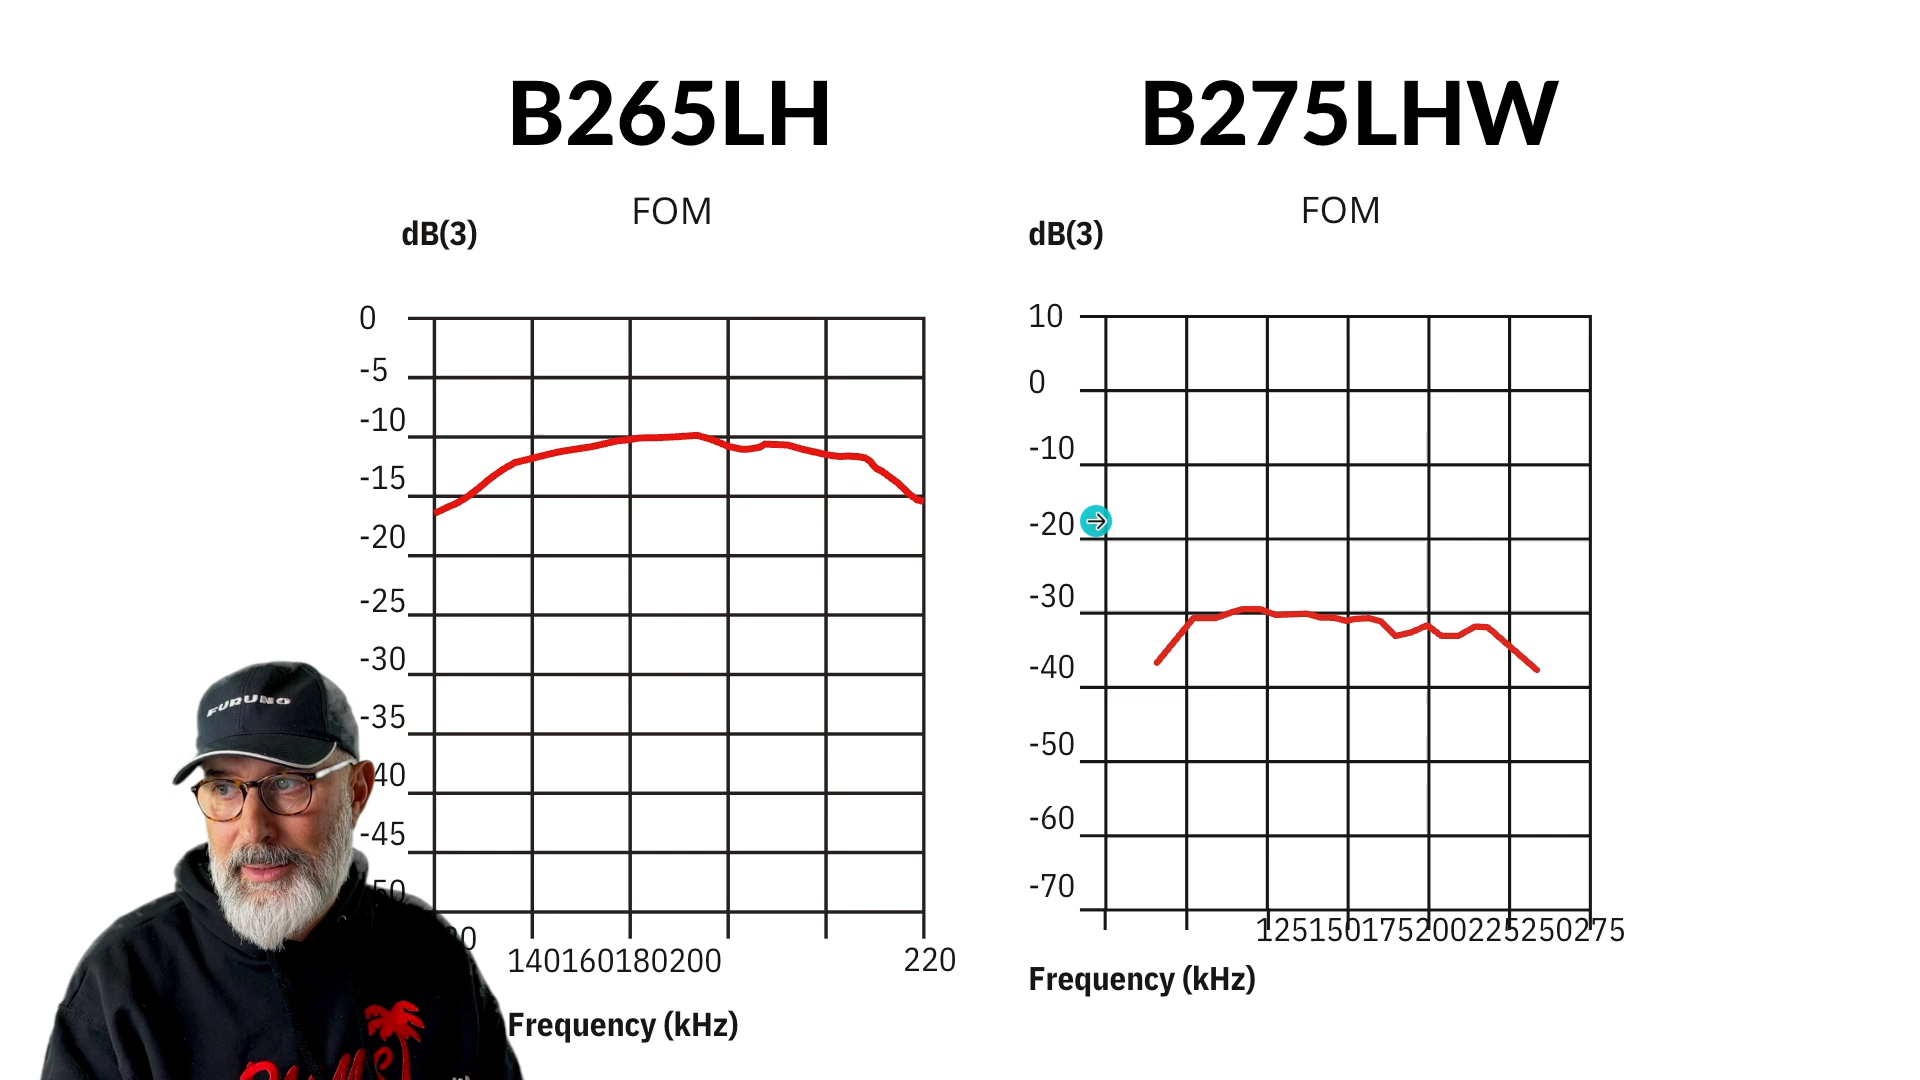 B265LH
FOM
dB(3)
0
-5
-10
-15
-20
-25
-30
-35
40
-45
50
140160180200
220
Frequency (kHz)
B275LHW
FOM
dB(3)
10
0
-10
-20
-30
-40
-50
-60
-70
125150175200225250275
Frequency (kHz)
FURUNO